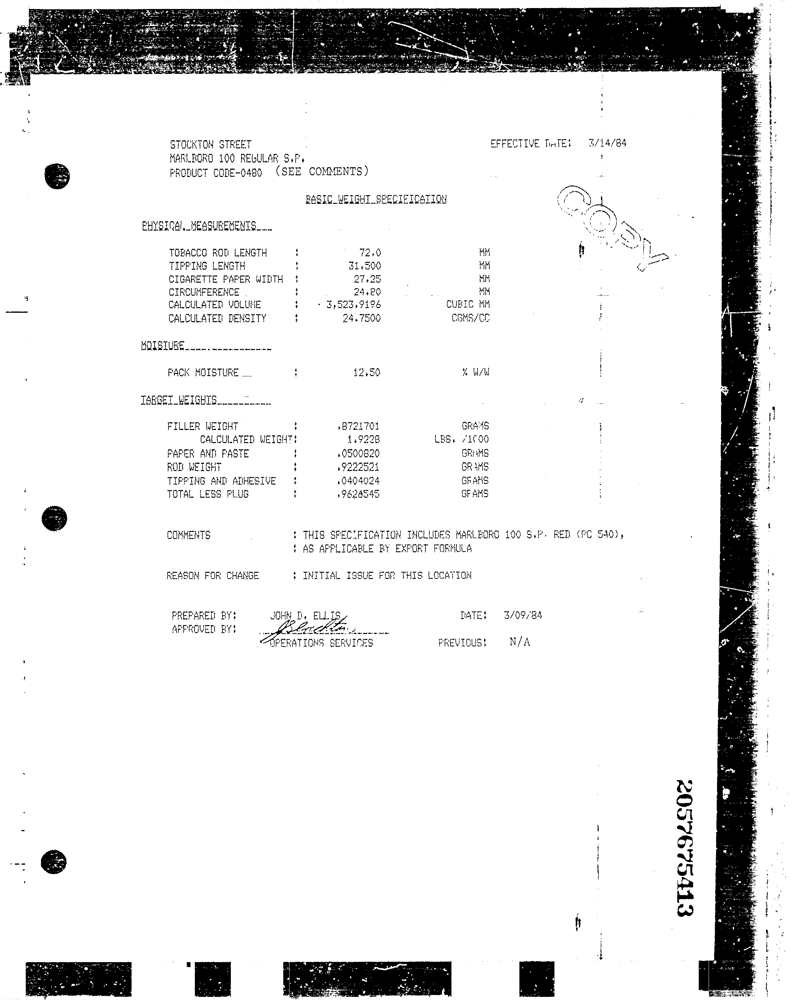 STOCKTON STREET EFFECTIVE DATE: 3/14/84
MARLBORO 100 REGULAR S.P.
PRODUCT CODE-0480 (SEE COMMENTS)
BASIC WEIGHT SPECIFICATION
COPY
PHYSICAL MEASUREMENTS
TOBACCO ROD LENGTH : 72.0 MM
TIPPING LENGTH : 31.500 MM
CIGARETTE PAPER WIDTH : 27.25 MM
CIRCUMFERENCE : 24.80 MM
CALCULATED VOLUME : 3,523.9196 CUBIC MM
CALCULATED DENSITY : 24.7500 CGMS/CC
MOISTURE
PACK MOISTURE : 12.50 % W/W
TARGET WEIGHTS
FILLER WEIGHT : .8721701 GRAMS
CALCULATED WEIGHT: 1.9228 LBS. /1000
PAPER AND PASTE : .0500820 GRAMS
ROD WEIGHT : .9222521 GRAMS
TIPPING AND ADHESIVE : .0404024 GRAMS
TOTAL LESS PLUG : .9626545 GRAMS
COMMENTS : THIS SPECIFICATION INCLUDES MARLBORO 100 S.P. RED (PC 540),
: AS APPLICABLE BY EXPORT FORMULA
REASON FOR CHANGE : INITIAL ISSUE FOR THIS LOCATION
PREPARED BY: JOHN D. ELLIS DATE: 3/09/84
APPROVED BY:
OPERATIONS SERVICES PREVIOUS: N/A
2057675413